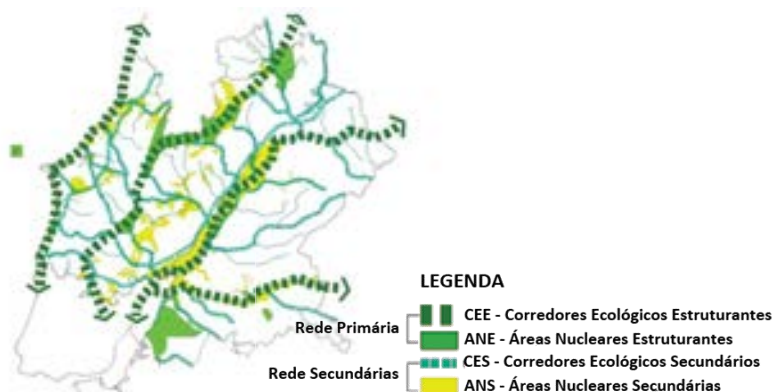 LEGENDA
Rede Primária
CEE - Corredores Ecológicos Estruturantes
ANE - Áreas Nucleares Estruturantes
Rede Secundárias
CES - Corredores Ecológicos Secundários
ANS - Áreas Nucleares Secundárias